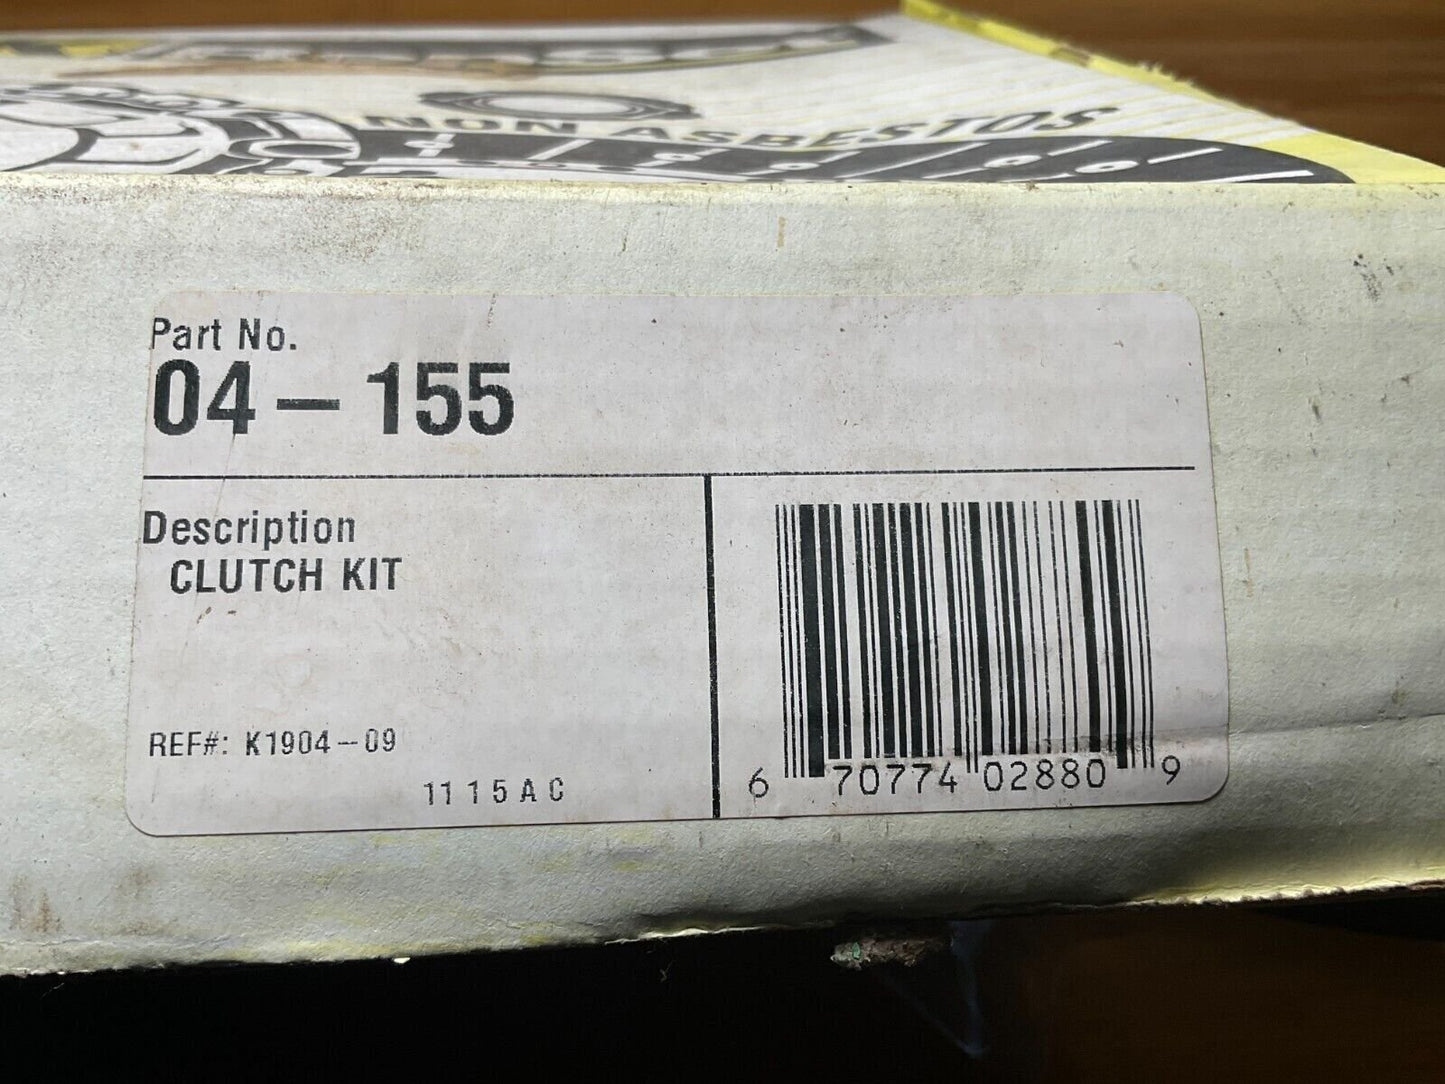 NON ASBESTOS
Part No.
04-155
Description
CLUTCH KIT
REF#: K1904-09
1115AC
6 70774 02880 9